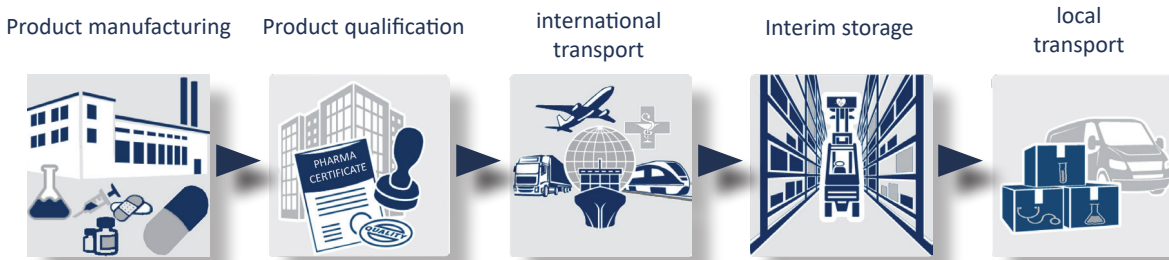 Product manufacturing
Product qualification
international
transport
Interim storage
local
transport
PHARMA
CERTIFICATE
QUALITY